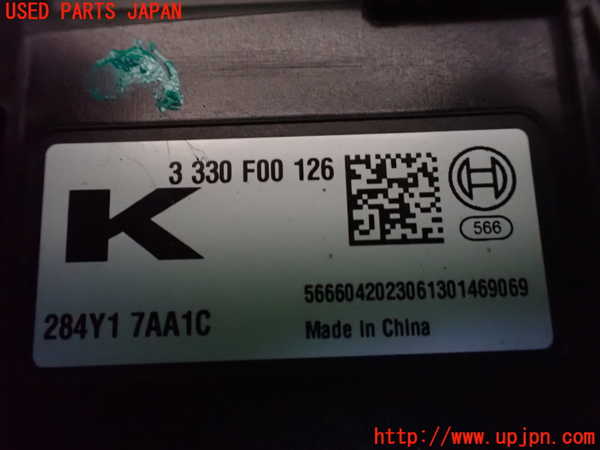 USED PARTS JAPAN
3 330 F00 126
K
566
5666042023061301469069
284Y1 7AA1C
Made in China
http://www.upjpn.com/